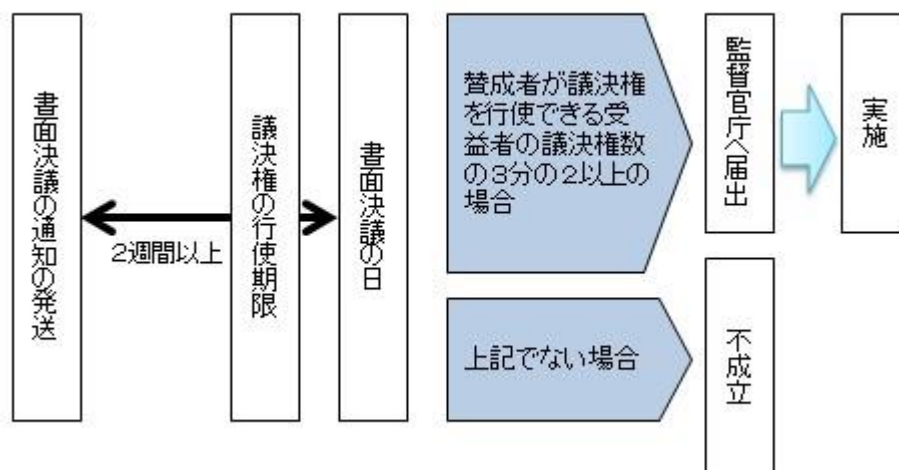 書面決議の通知の発送
2週間以上
議決権の行使期限
書面決議の日
賛成者が議決権
を行使できる受
益者の議決権数
の3分の2以上の
場合
監督官庁へ届出
実施
上記でない場合
不成立